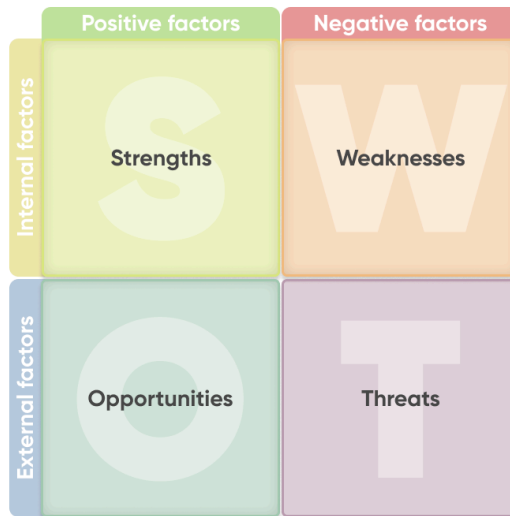 Positive factors
Negative factors
Internal factors
S
Strengths
W
Weaknesses
External factors
O
Opportunities
T
Threats